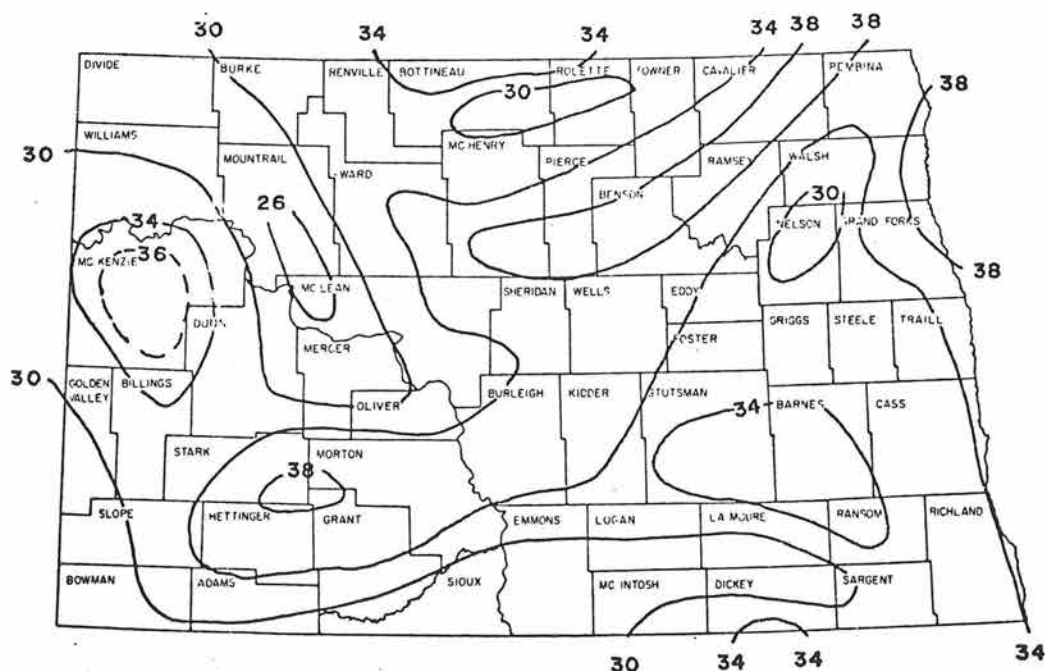 30 34 34 34 38 38
DIVIDE BURKE RENVILLE BOTTINEAU ROLETTE TOWNER CAVALIER PEMBINA
38
30
WILLIAMS
30
MOUNTRAIL WARD MC HENRY PIERCE BENSON RAMSEY WALSH
26
30
NELSON GRAND FORKS
34
36
MC KENZIE
38
DUNN MC LEAN SHERIDAN WELLS EDDY
MERCER FOSTER GRIGGS STEELE TRAILL
30
GOLDEN VALLEY BILLINGS OLIVER BURLEIGH KIDDER STUTSMAN BARNES CASS
34
STARK MORTON
38
SLOPE HETTINGER GRANT EMMONS LOGAN LA MOURE RANSOM RICHLAND
BOWMAN ADAMS SIOUX MC INTOSH DICKEY SARGENT
30 34 34 34